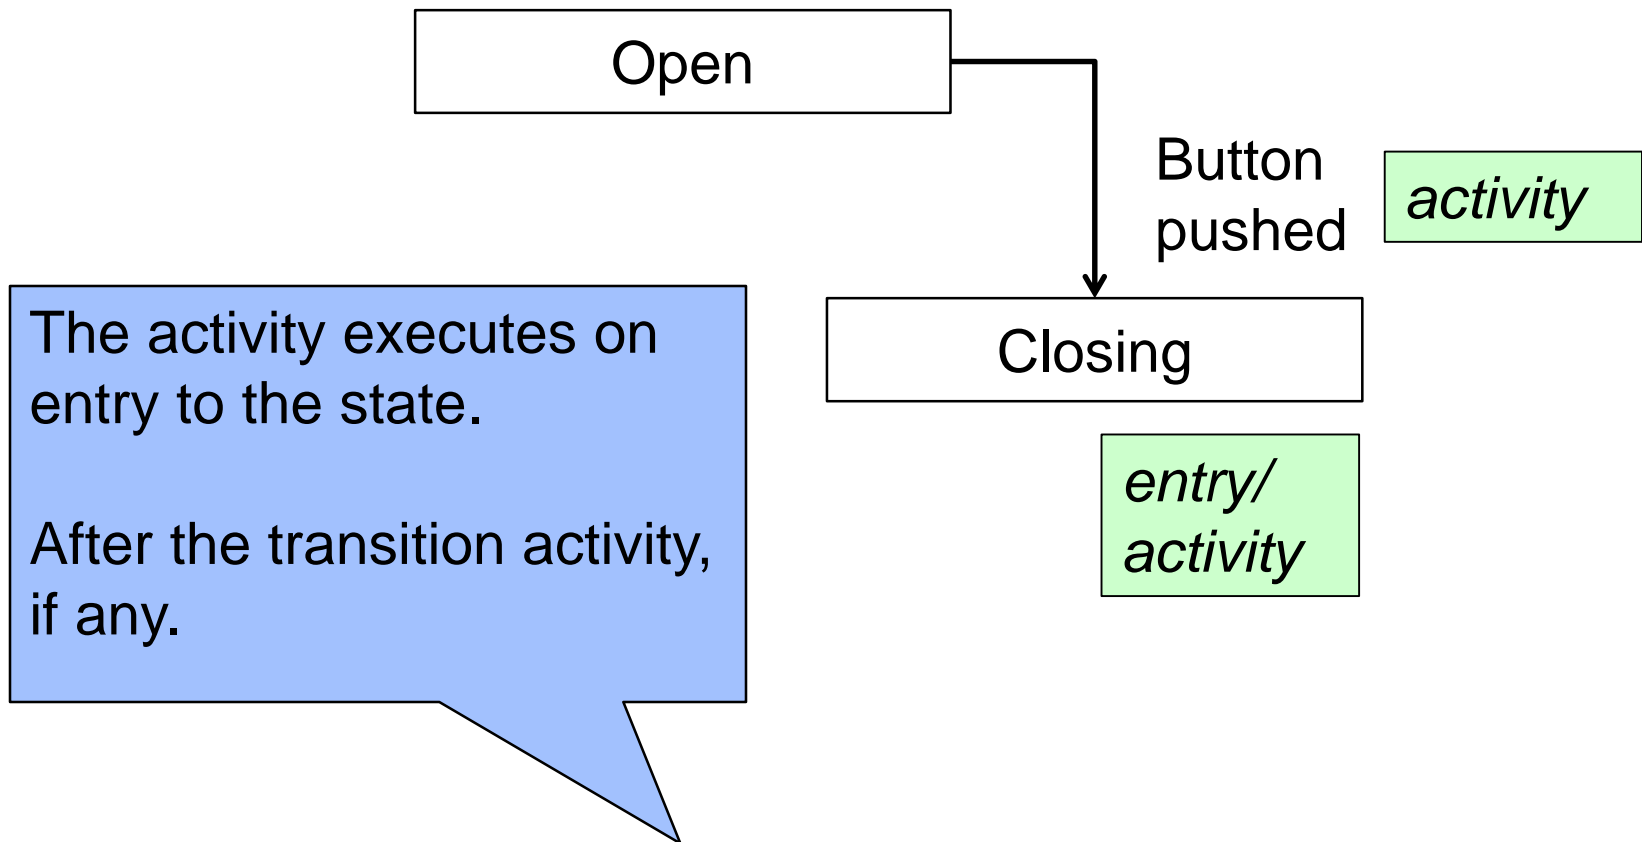 Open
Button
pushed
activity
The activity executes on
entry to the state.
After the transition activity,
if any.
Closing
entry/
activity